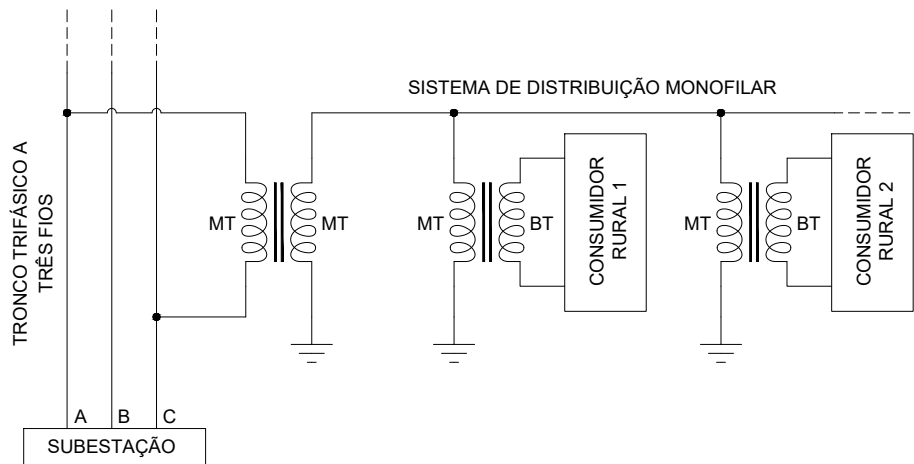 SISTEMA DE DISTRIBUIÇÃO MONOFILAR
TRONCO TRIFÁSICO A
TRÊS FIOS
MT
MT
MT
BT
CONSUMIDOR
RURAL 1
MT
BT
CONSUMIDOR
RURAL 2
A
B
C
SUBESTAÇÃO